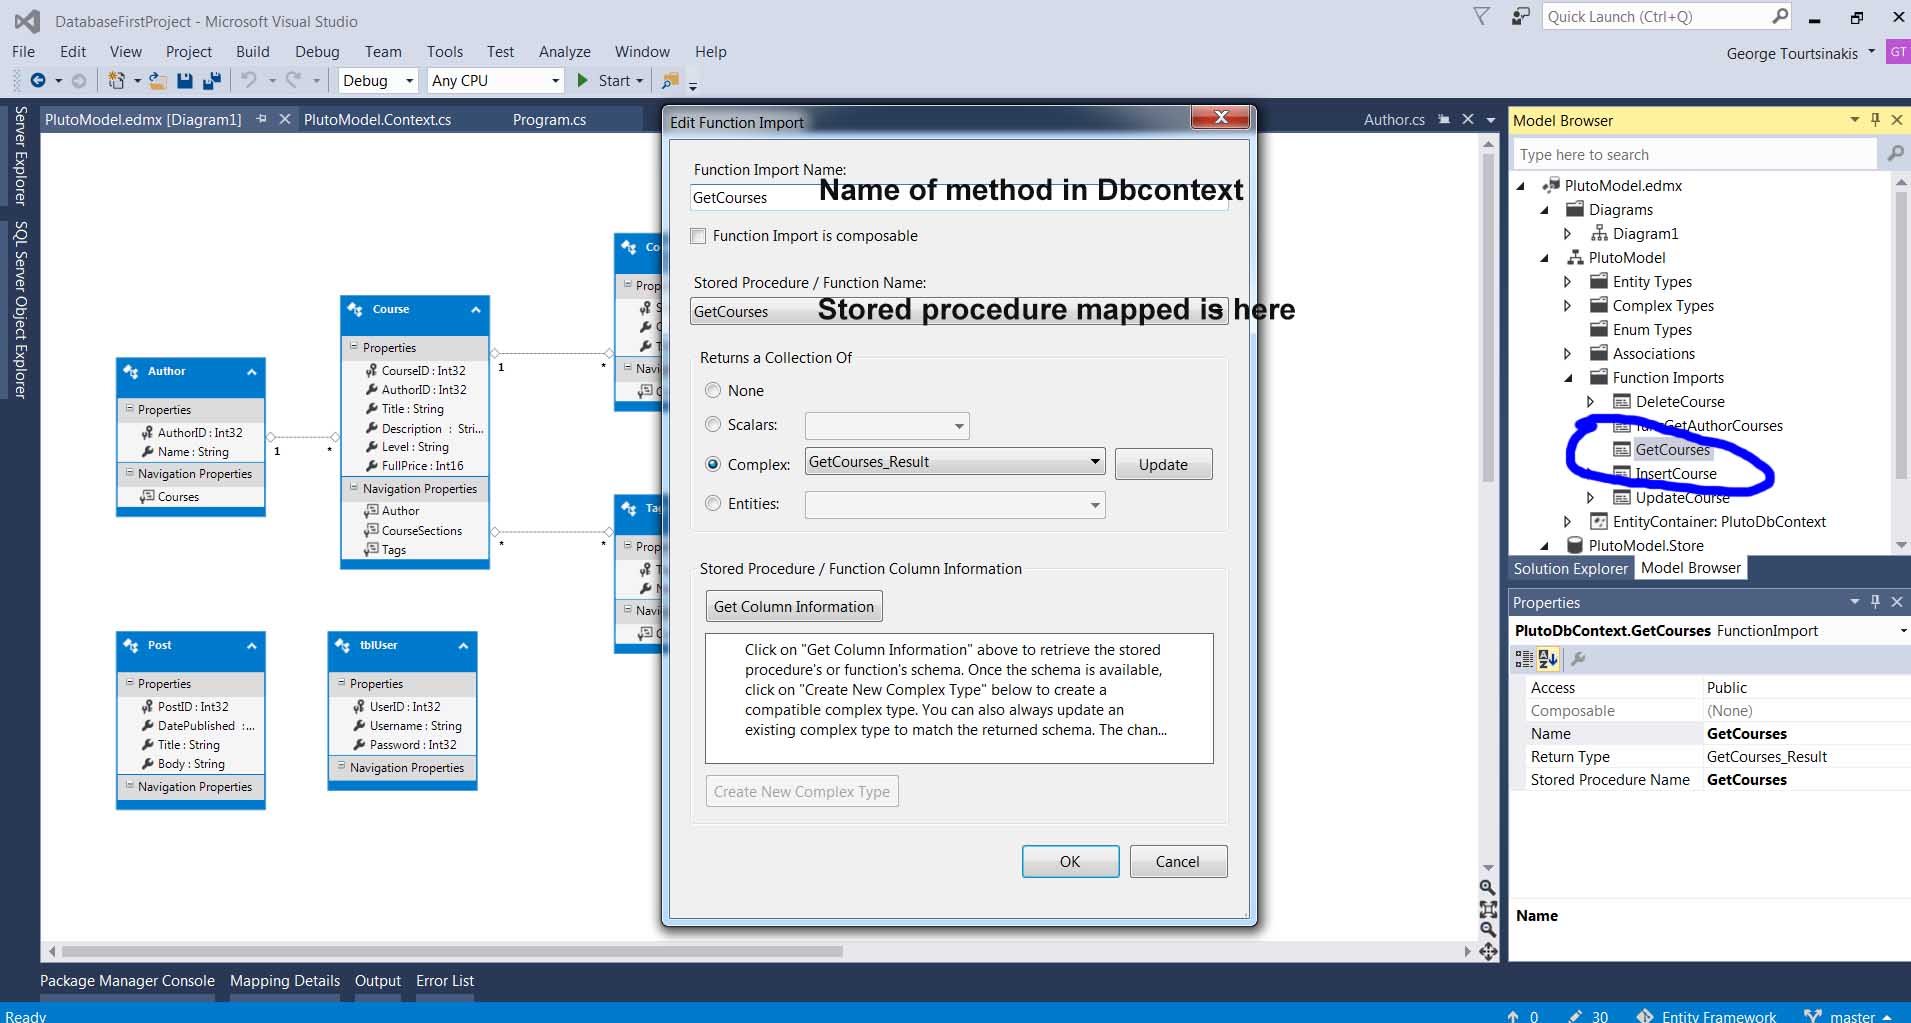 DatabaseFirstProject - Microsoft Visual Studio
Quick Launch (Ctrl+Q)
File Edit View Project Build Debug Team Tools Test Analyze Window Help
George Tourtsinakis GT
Debug Any CPU Start
Server Explorer
SQL Server Object Explorer
PlutoModel.edmx [Diagram1] PlutoModel.Context.cs Program.cs Author.cs
Author
Properties
AuthorID : Int32
Name : String
Navigation Properties
Courses
1 *
Course
Properties
CourseID : Int32
AuthorID : Int32
Title : String
Description : Stri...
Level : String
FullPrice : Int16
Navigation Properties
Author
CourseSections
Tags
1 *
* *
Co
Prop
Navi
Prop
Navi
Post
Properties
PostID : Int32
DatePublished :...
Title : String
Body : String
Navigation Properties
tblUser
Properties
UserID : Int32
Username : String
Password : Int32
Navigation Properties
Edit Function Import
Function Import Name:
GetCourses
Name of method in Dbcontext
Function Import is composable
Stored Procedure / Function Name:
GetCourses
Stored procedure mapped is here
Returns a Collection Of
None
Scalars:
Complex: GetCourses_Result Update
Entities:
Stored Procedure / Function Column Information
Get Column Information
Click on "Get Column Information" above to retrieve the stored
procedure's or function's schema. Once the schema is available,
click on "Create New Complex Type" below to create a
compatible complex type. You can also always update an
existing complex type to match the returned schema. The chan...
Create New Complex Type
OK Cancel
Model Browser
Type here to search
PlutoModel.edmx
Diagrams
Diagram1
PlutoModel
Entity Types
Complex Types
Enum Types
Associations
Function Imports
DeleteCourse
funcGetAuthorCourses
GetCourses
InsertCourse
UpdateCourse
EntityContainer: PlutoDbContext
PlutoModel.Store
Solution Explorer Model Browser
Properties
PlutoDbContext.GetCourses FunctionImport
Access Public
Composable (None)
Name GetCourses
Return Type GetCourses_Result
Stored Procedure Name GetCourses
Name
Package Manager Console Mapping Details Output Error List
Ready
0 30 Entity Framework master